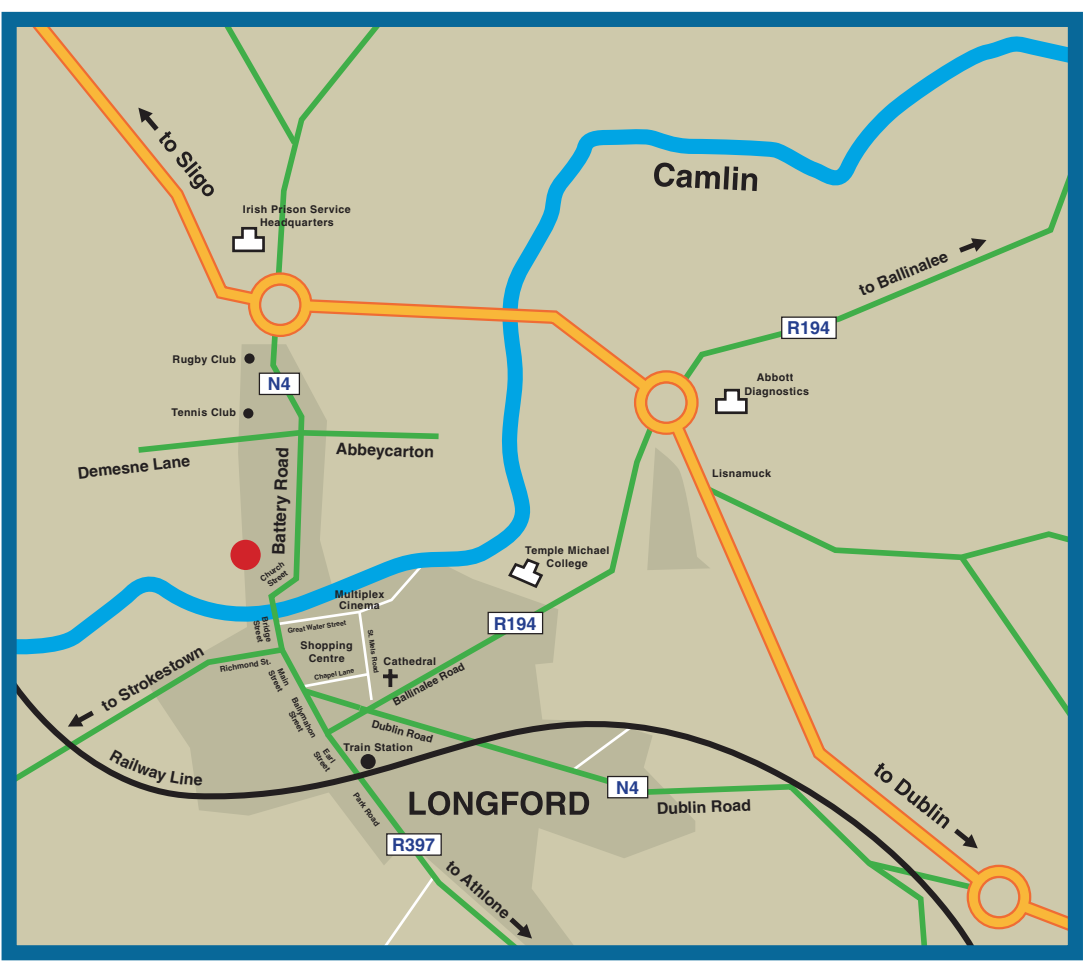 to Sligo
Camlin
Irish Prison Service
Headquarters
to Ballinalee
R194
Rugby Club
N4
Abbott
Diagnostics
Tennis Club
Demesne Lane
Abbeycarton
Battery Road
Lisnamuck
Church
Street
Temple Michael
College
Multiplex
Cinema
Bridge
Street
Great Water Street
R194
St. Mels Road
Shopping
Centre
to Strokestown
Richmond St.
Main
Street
Chapel Lane
Cathedral
Ballinalee Road
Ballymahon
Street
Dublin Road
Earl
Street
Train Station
Railway Line
N4
Dublin Road
to Dublin
Park Road
LONGFORD
R397
to Athlone